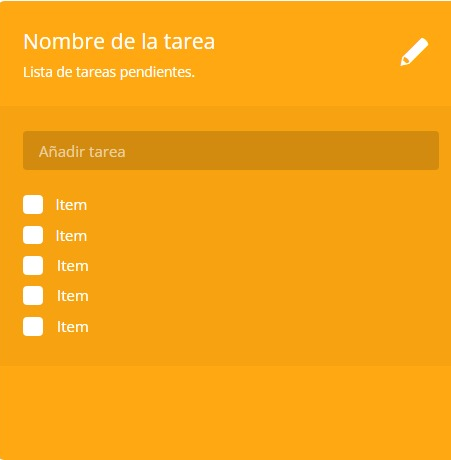 Nombre de la tarea
Lista de tareas pendientes.
Añadir tarea
Item
Item
Item
Item
Item